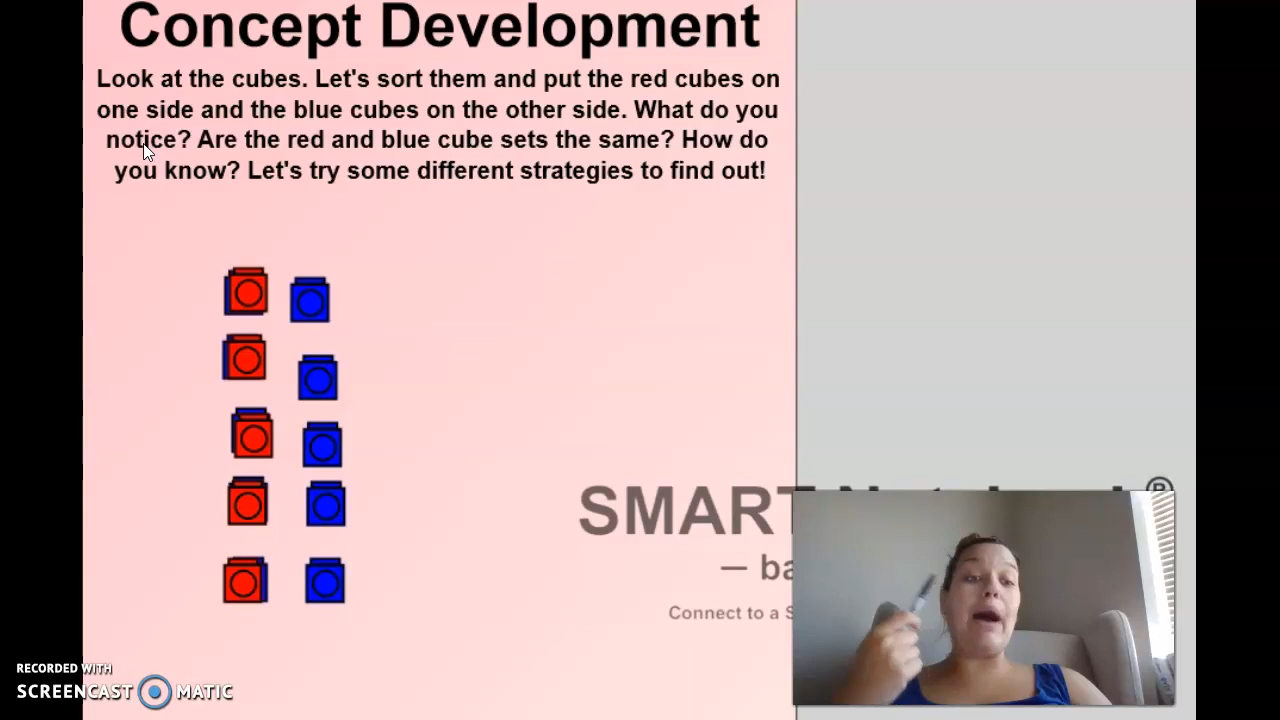 Concept Development
Look at the cubes. Let's sort them and put the red cubes on
one side and the blue cubes on the other side. What do you
notice? Are the red and blue cube sets the same? How do
you know? Let's try some different strategies to find out!
SMART
®
— ba
Connect to a S
RECORDED WITH
SCREENCAST MATIC